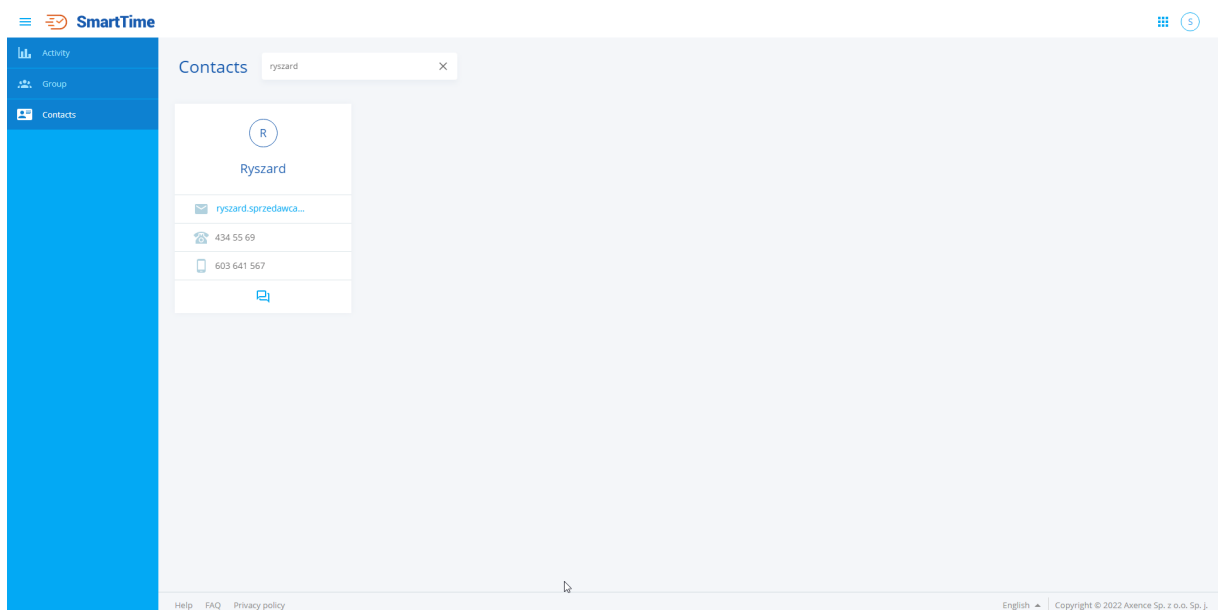 SmartTime
S
Activity
Group
Contacts
Contacts
ryszard
R
Ryszard
ryszard.sprzedawca...
434 55 69
603 641 567
Help FAQ Privacy policy
English Copyright © 2022 Axence Sp. z o.o. Sp. j.